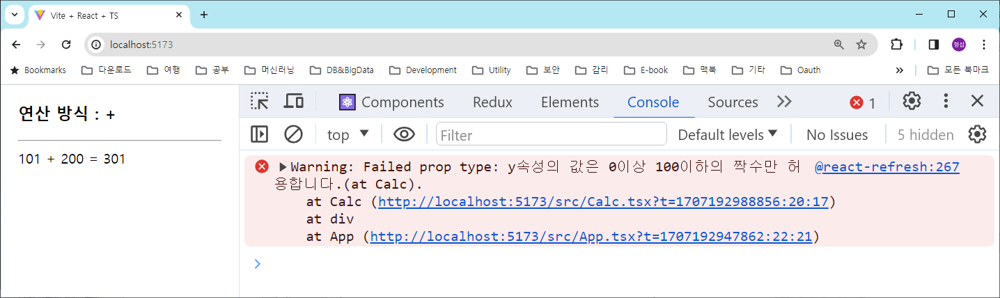 Vite + React + TS
localhost:5173
형섭
Bookmarks 다운로드 여행 공부 머신러닝 DB&BigData Development Utility 보안 감리 E-book 맥북 기타 Oauth » 모든 북마크
연산 방식 : +
101 + 200 = 301
Components Redux Elements Console Sources 1
top Filter Default levels No Issues 5 hidden
Warning: Failed prop type: y속성의 값은 0이상 100이하의 짝수만 허 @react-refresh:267
용합니다.(at Calc).
at Calc (http://localhost:5173/src/Calc.tsx?t=1707192988856:20:17)
at div
at App (http://localhost:5173/src/App.tsx?t=1707192947862:22:21)